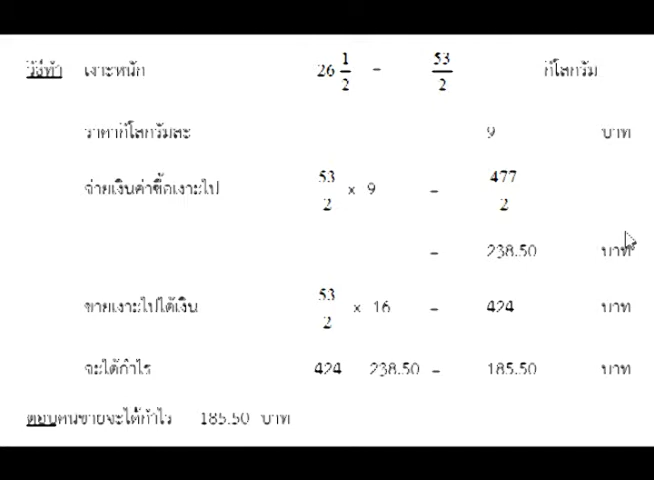 วิธีทำ เงาะหนัก 26 1/2 = 53/2 กิโลกรัม
ราคากิโลกรัมละ 9 บาท
จ่ายเงินค่าซื้อเงาะไป 53/2 × 9 = 477/2
= 238.50 บาท
ขายเงาะไปได้เงิน 53/2 × 16 = 424 บาท
จะได้กำไร 424 238.50 = 185.50 บาท
ตอบคนขายจะได้กำไร 185.50 บาท